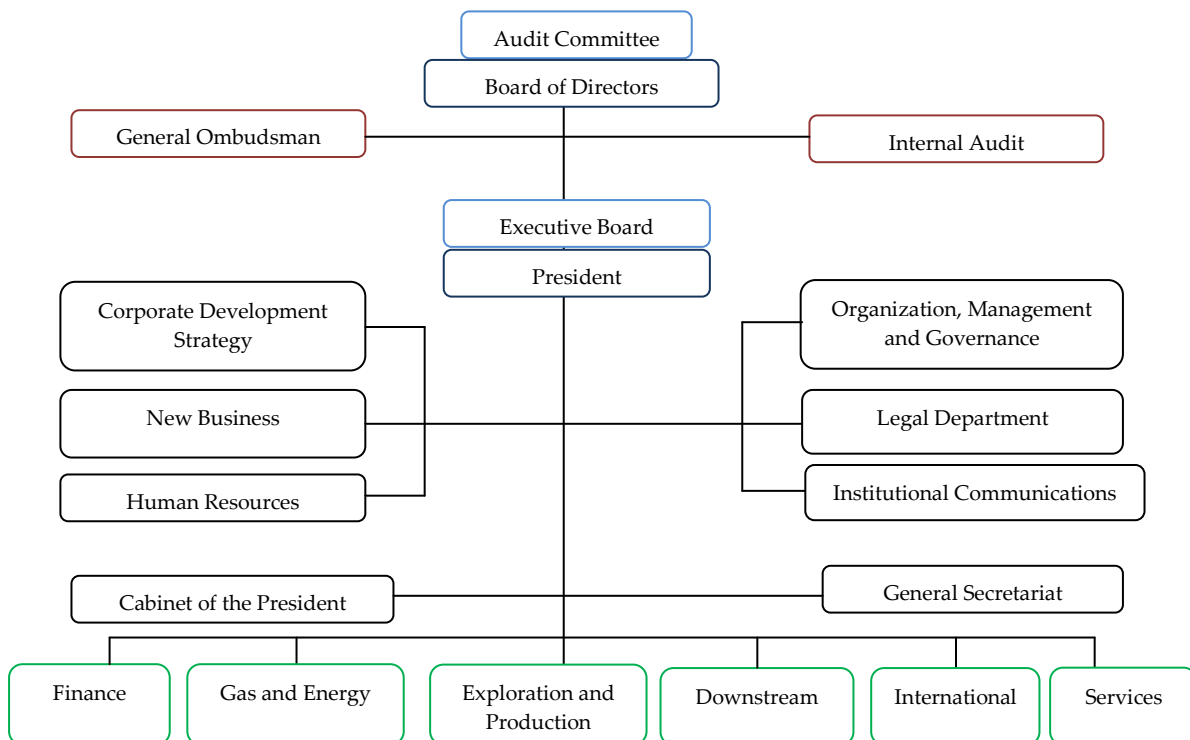 Audit Committee
Board of Directors
General Ombudsman
Internal Audit
Executive Board
President
Corporate Development
Strategy
Organization, Management
and Governance
New Business
Legal Department
Human Resources
Institutional Communications
Cabinet of the President
General Secretariat
Finance
Gas and Energy
Exploration and
Production
Downstream
International
Services